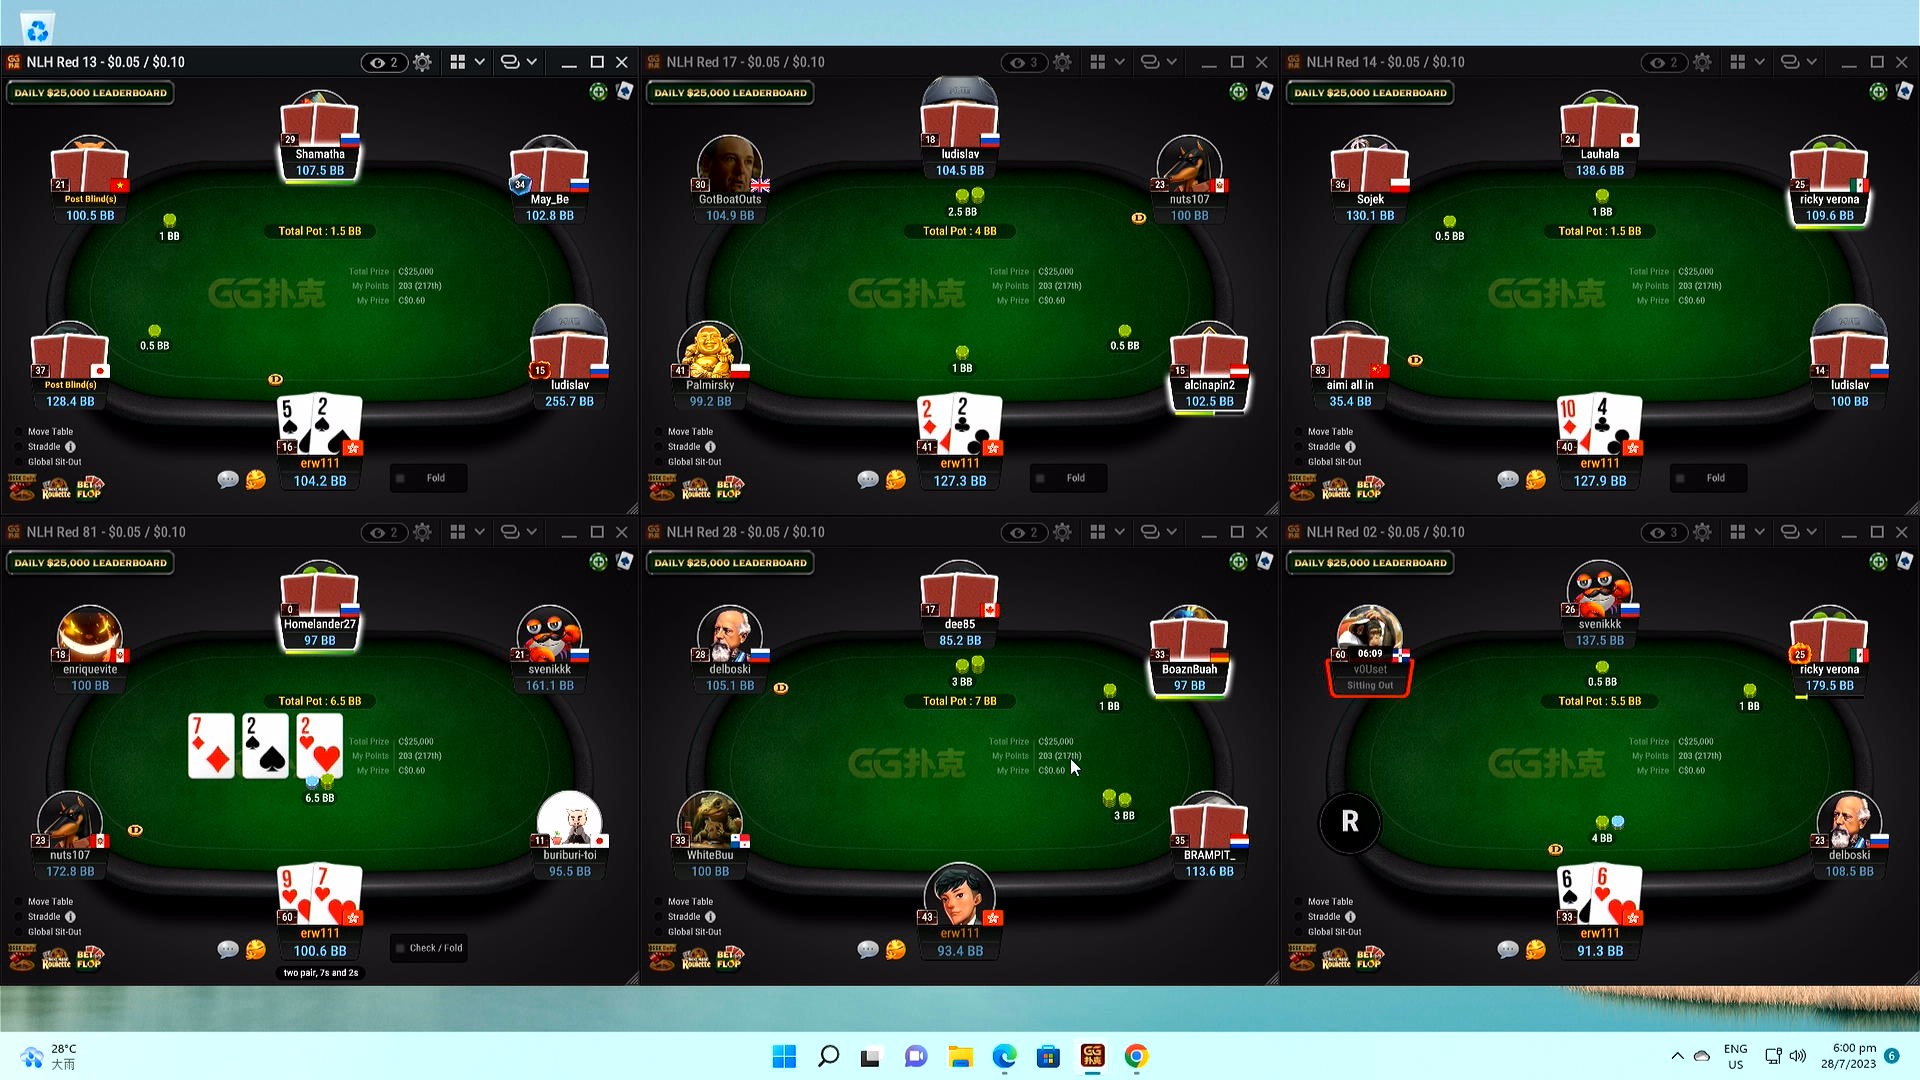 NLH Red 13 - $0.05 / $0.10
2
DAILY $25,000 LEADERBOARD
29
Shamatha
107.5 BB
21
Post Blind(s)
100.5 BB
34
May_Be
102.8 BB
1 BB
Total Pot : 1.5 BB
GG扑克
Total Prize C$25,000
My Points 203 (217th)
My Prize C$0.60
0.5 BB
37
Post Blind(s)
128.4 BB
15
ludislav
255.7 BB
D
5 2
16
erw111
104.2 BB
Move Table
Straddle i
Global Sit-Out
Roulette
BET FLOP
Fold
NLH Red 17 - $0.05 / $0.10
3
DAILY $25,000 LEADERBOARD
18
ludislav
104.5 BB
30
GotBoatOuts
104.9 BB
23
nuts107
100 BB
2.5 BB
D
Total Pot : 4 BB
GG扑克
Total Prize C$25,000
My Points 203 (217th)
My Prize C$0.60
0.5 BB
1 BB
41
Palmirsky
99.2 BB
15
alcinapin2
102.5 BB
2 2
41
erw111
127.3 BB
Move Table
Straddle i
Global Sit-Out
Roulette
BET FLOP
Fold
NLH Red 14 - $0.05 / $0.10
2
DAILY $25,000 LEADERBOARD
24
Lauhala
138.6 BB
36
Sojek
130.1 BB
25
ricky verona
109.6 BB
1 BB
0.5 BB
Total Pot : 1.5 BB
GG扑克
Total Prize C$25,000
My Points 203 (217th)
My Prize C$0.60
D
83
aimi all in
35.4 BB
14
ludislav
100 BB
10 4
40
erw111
127.9 BB
Move Table
Straddle i
Global Sit-Out
Roulette
BET FLOP
Fold
NLH Red 81 - $0.05 / $0.10
2
DAILY $25,000 LEADERBOARD
0
Homelander27
97 BB
18
enriquevite
100 BB
21
svenikkk
161.1 BB
Total Pot : 6.5 BB
7 2 2
Total Prize C$25,000
My Points 203 (217th)
My Prize C$0.60
6.5 BB
D
23
nuts107
172.8 BB
11
buriburi-toi
95.5 BB
9 7
60
erw111
100.6 BB
two pair, 7s and 2s
Move Table
Straddle i
Global Sit-Out
Roulette
BET FLOP
Check / Fold
NLH Red 28 - $0.05 / $0.10
2
DAILY $25,000 LEADERBOARD
17
dee85
85.2 BB
28
delboski
105.1 BB
33
BoaznBuah
97 BB
D
3 BB
1 BB
Total Pot : 7 BB
GG扑克
Total Prize C$25,000
My Points 203 (217th)
My Prize C$0.60
3 BB
33
WhiteBuu
100 BB
35
BRAMPIT_
113.6 BB
43
erw111
93.4 BB
Move Table
Straddle i
Global Sit-Out
Roulette
BET FLOP
NLH Red 02 - $0.05 / $0.10
3
DAILY $25,000 LEADERBOARD
26
svenikkk
137.5 BB
60 06:09
v0Uset
Sitting Out
25
ricky verona
179.5 BB
0.5 BB
1 BB
Total Pot : 5.5 BB
GG扑克
Total Prize C$25,000
My Points 203 (217th)
My Prize C$0.60
R
4 BB
D
23
delboski
108.5 BB
6 6
33
erw111
91.3 BB
Move Table
Straddle i
Global Sit-Out
Roulette
BET FLOP
28°C
大雨
GG扑克
ENG
US
6:00 pm
28/7/2023
6